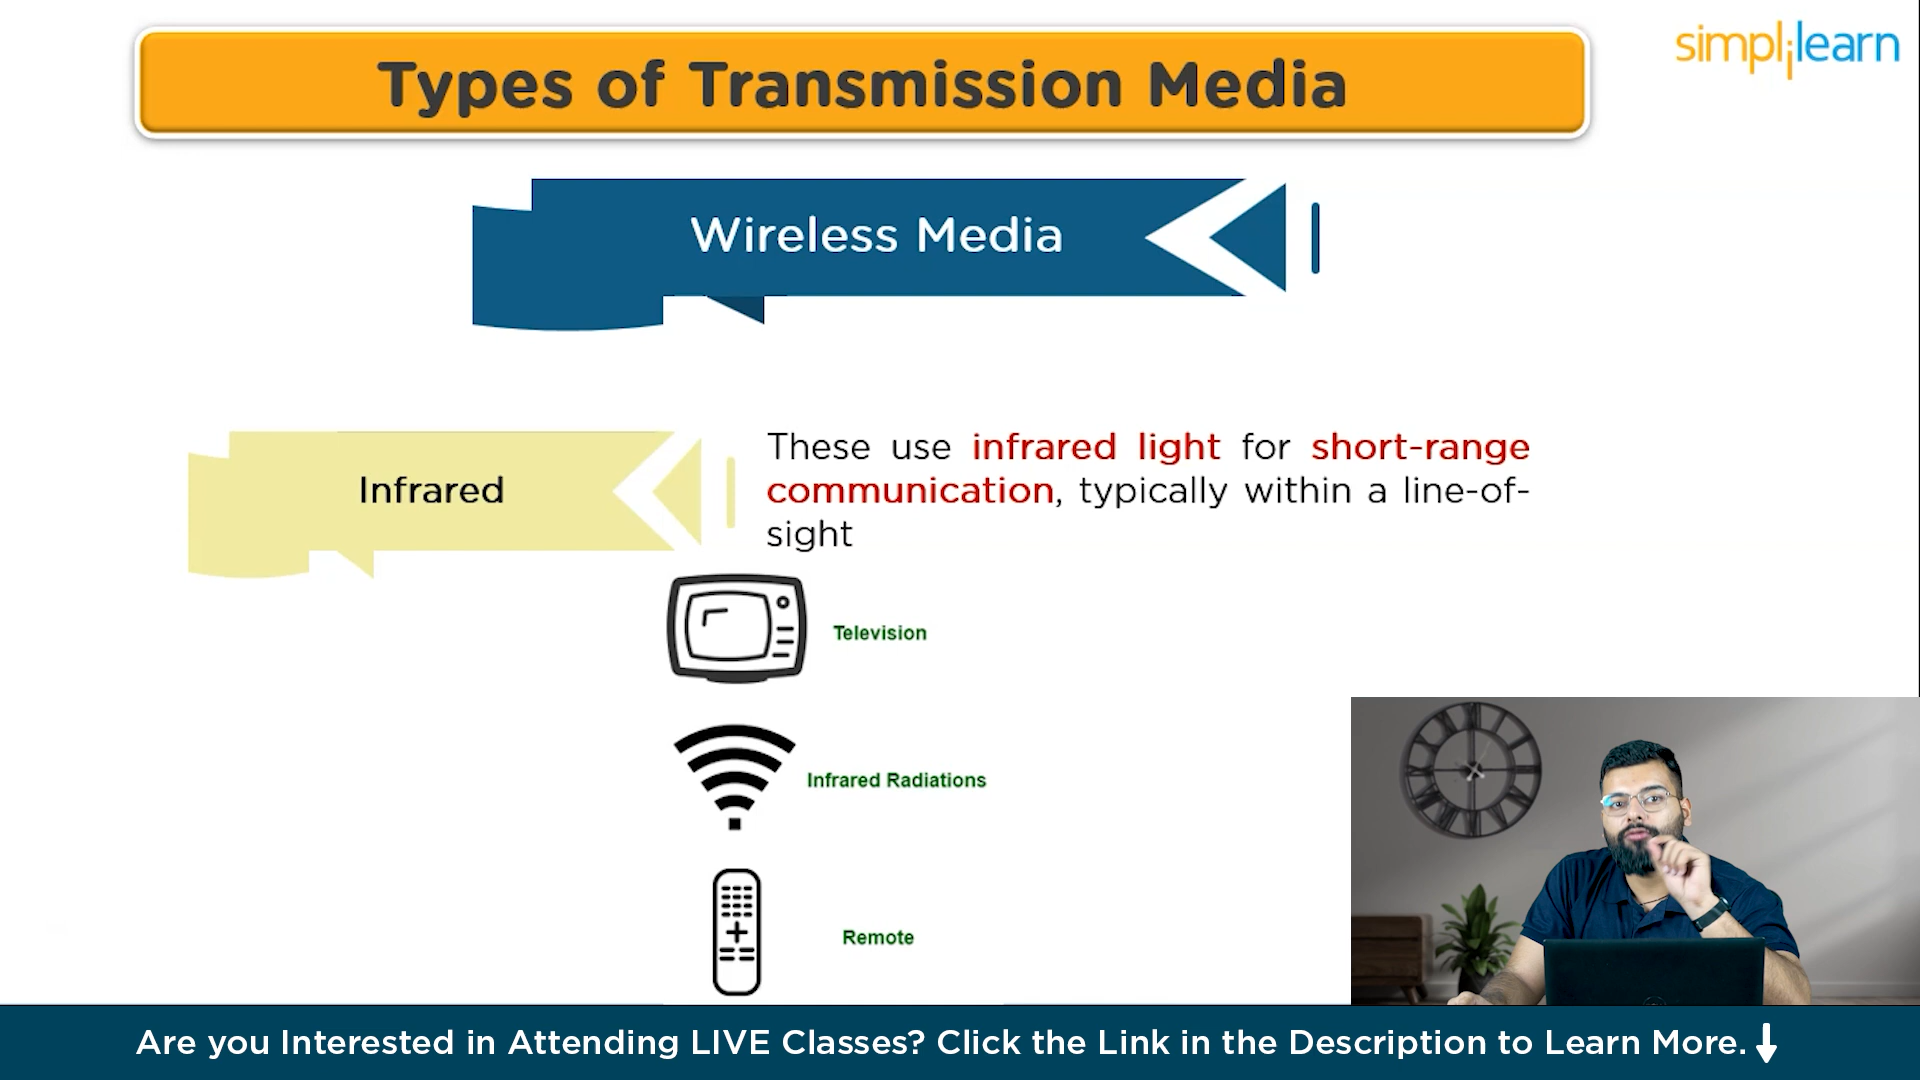 simplilearn
Types of Transmission Media
Wireless Media
Infrared
These use infrared light for short-range
communication, typically within a line-of-
sight
Television
Infrared Radiations
Remote
Are you Interested in Attending LIVE Classes? Click the Link in the Description to Learn More.